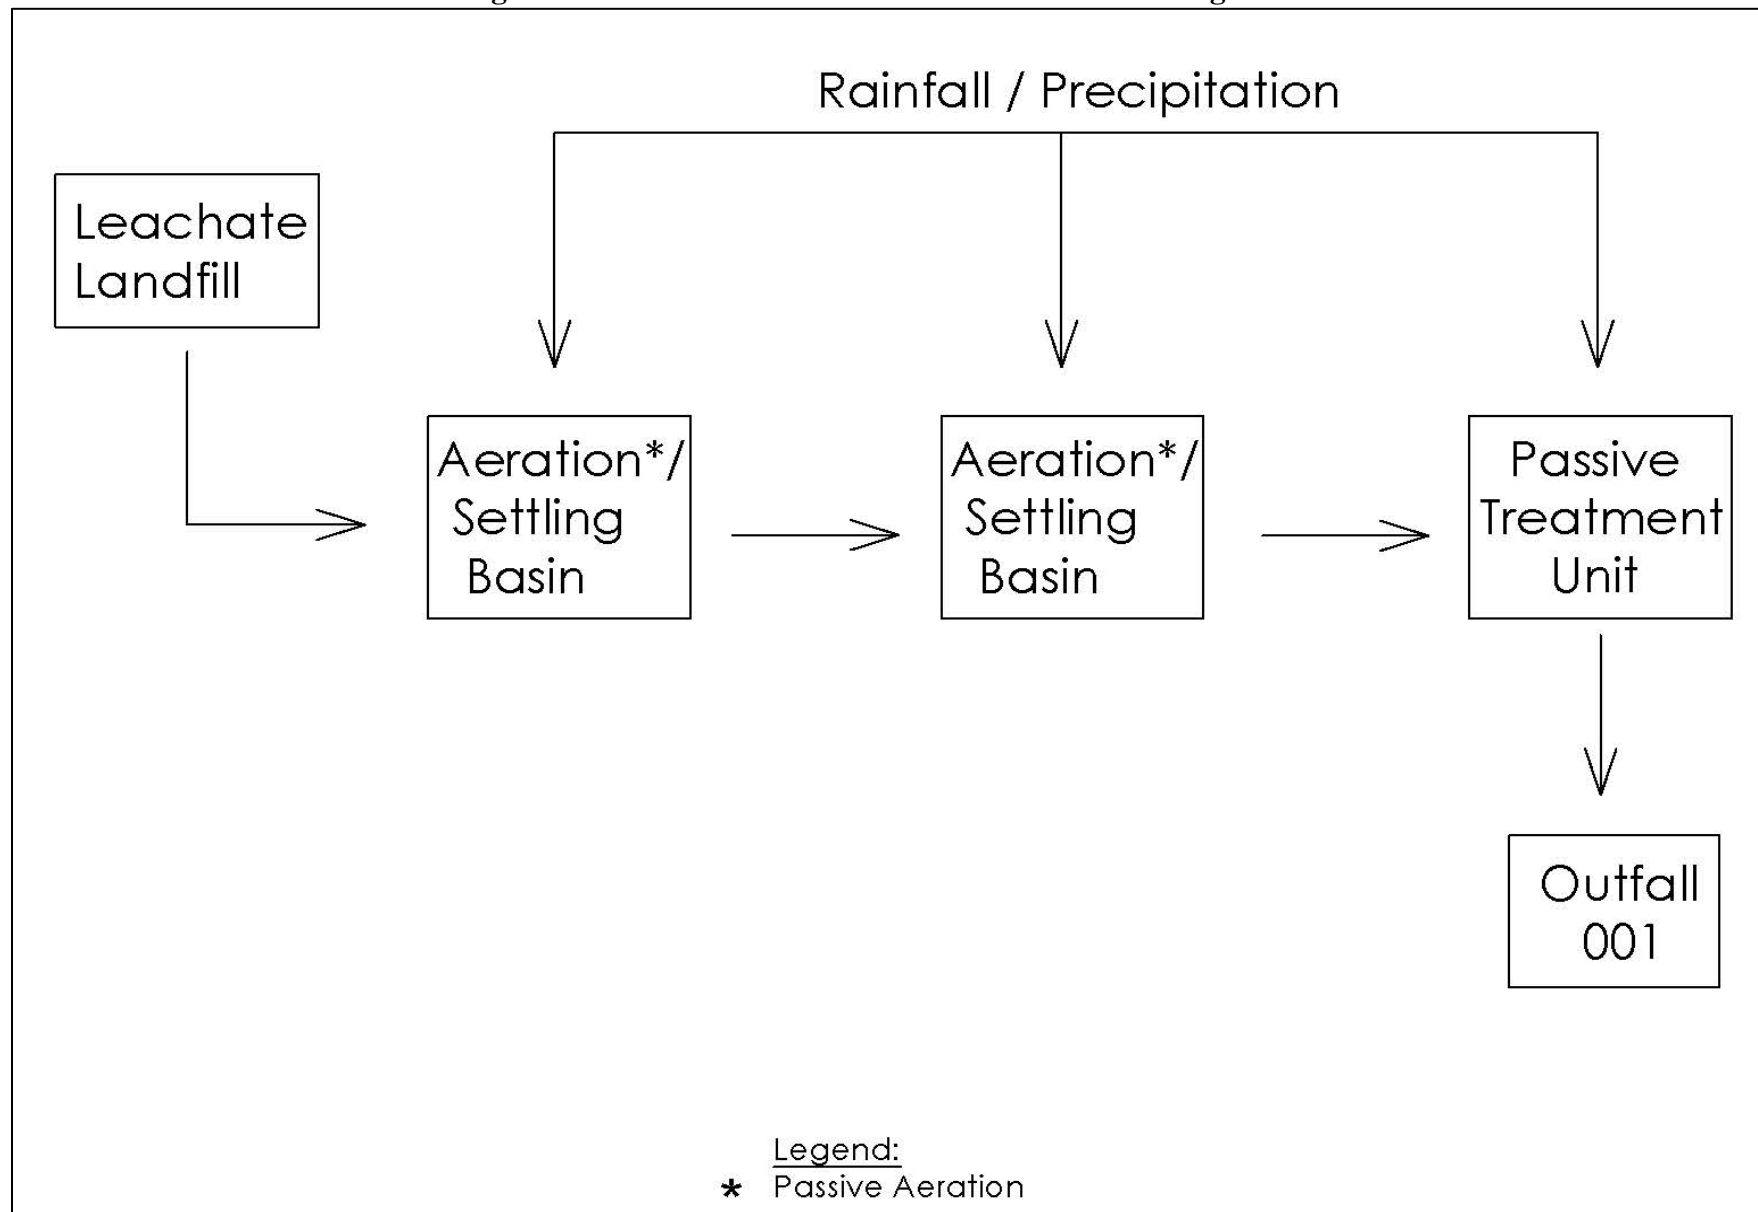 Rainfall / Precipitation
Leachate
Landfill
Aeration*/
Settling
Basin
Aeration*/
Settling
Basin
Passive
Treatment
Unit
Outfall
001
Legend:
* Passive Aeration